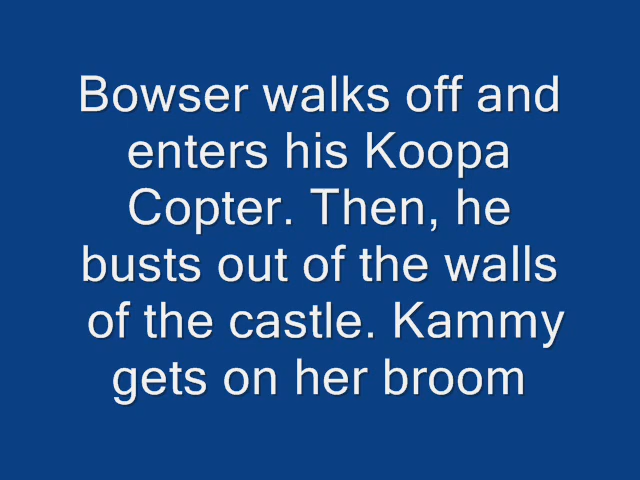 Bowser walks off and
enters his Koopa
Copter. Then, he
busts out of the walls
of the castle. Kammy
gets on her broom